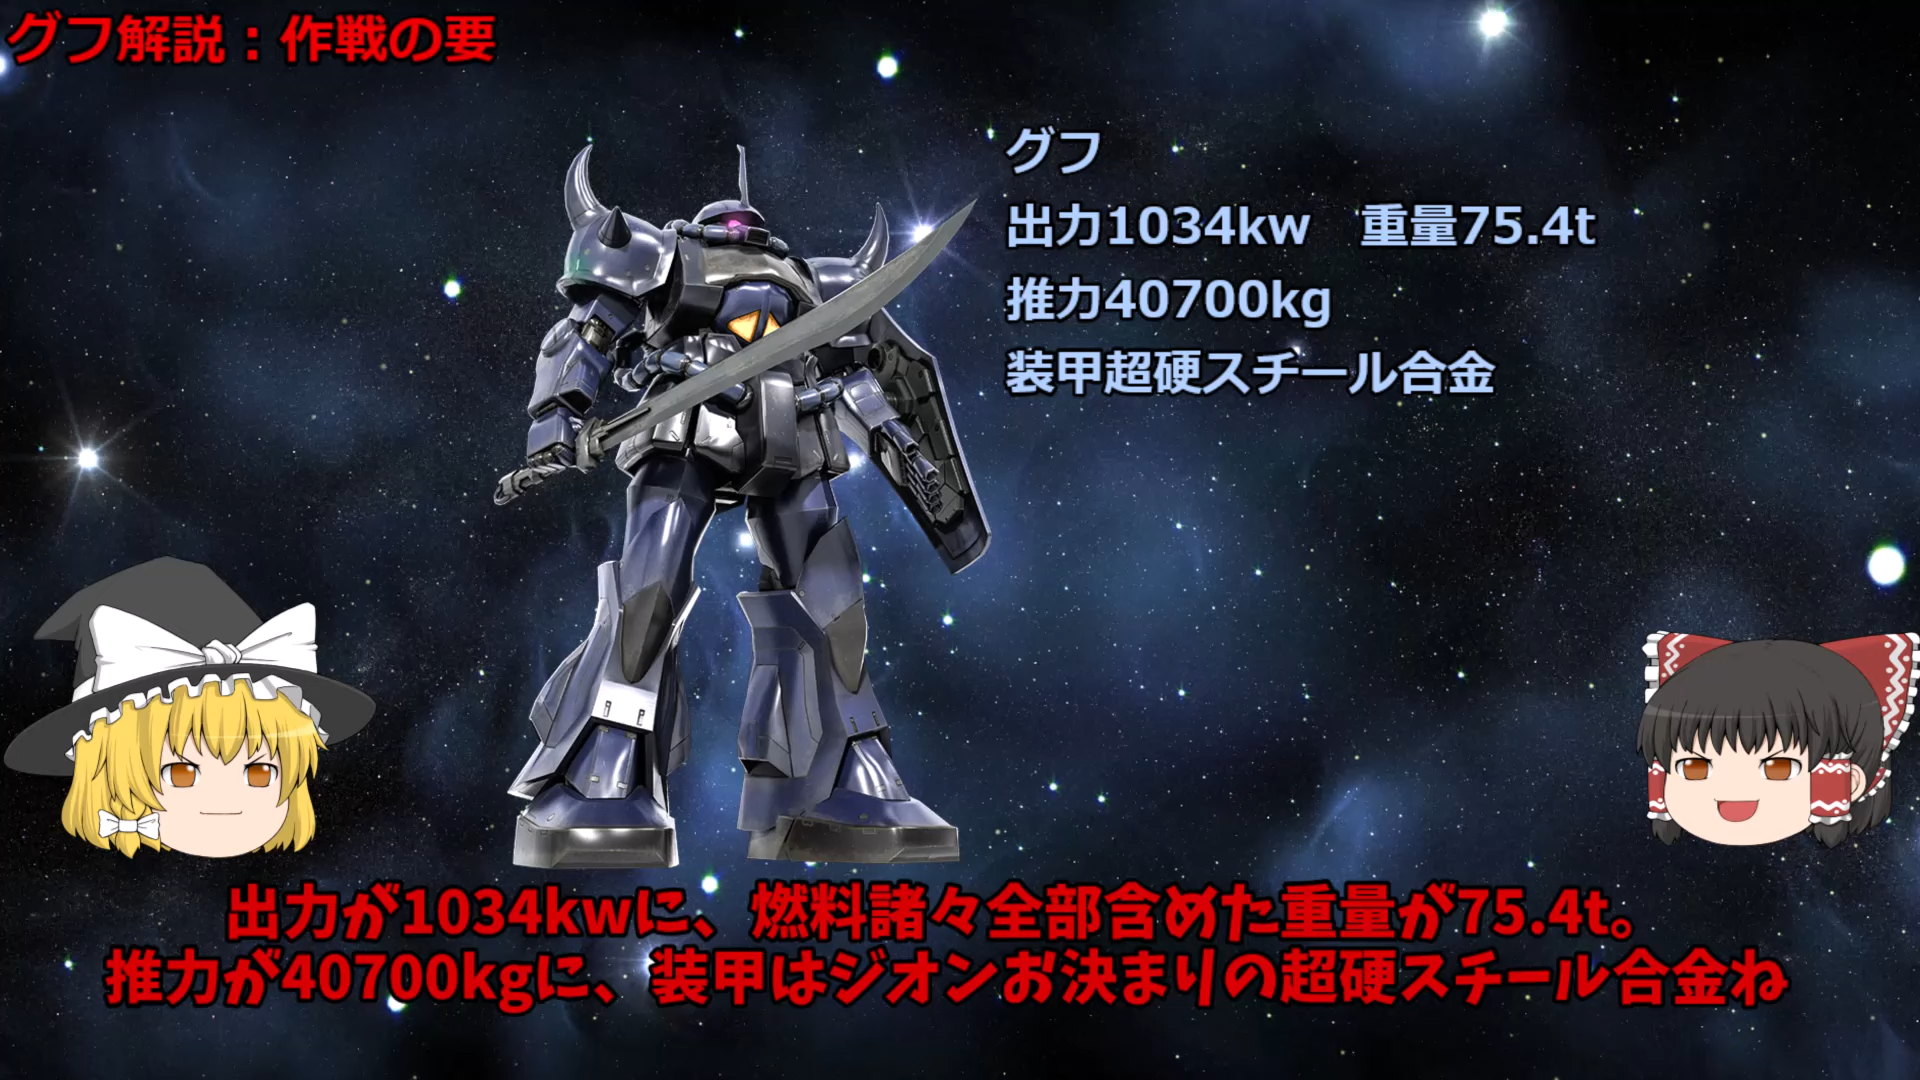 グフ解説：作戦の要
グフ
出力1034kw　重量75.4t
推力40700kg
装甲超硬スチール合金
出力が1034kwに、燃料諸々全部含めた重量が75.4t。
推力が40700kgに、装甲はジオンお決まりの超硬スチール合金ね